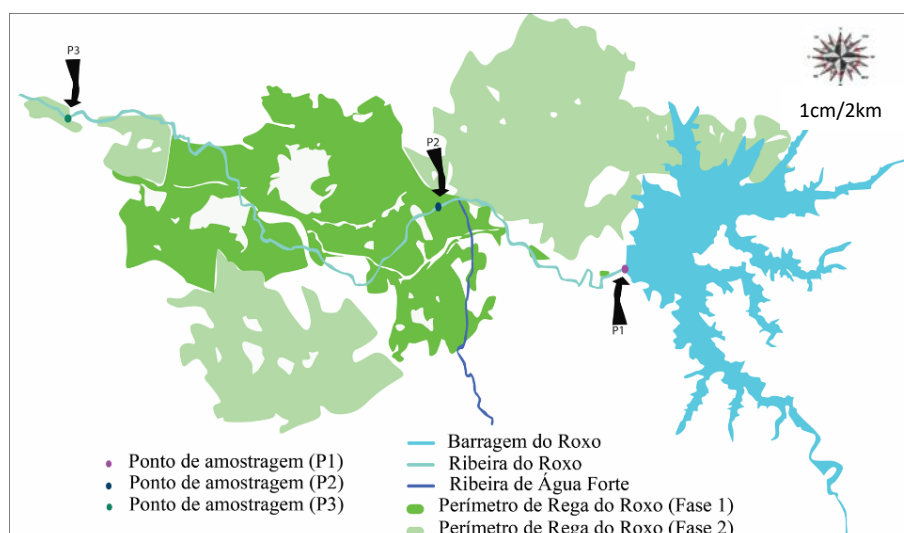 P3
1cm/2km
P2
P1
Ponto de amostragem (P1)
Ponto de amostragem (P2)
Ponto de amostragem (P3)
Barragem do Roxo
Ribeira do Roxo
Ribeira de Água Forte
Perímetro de Rega do Roxo (Fase 1)
Perímetro de Rega do Roxo (Fase 2)